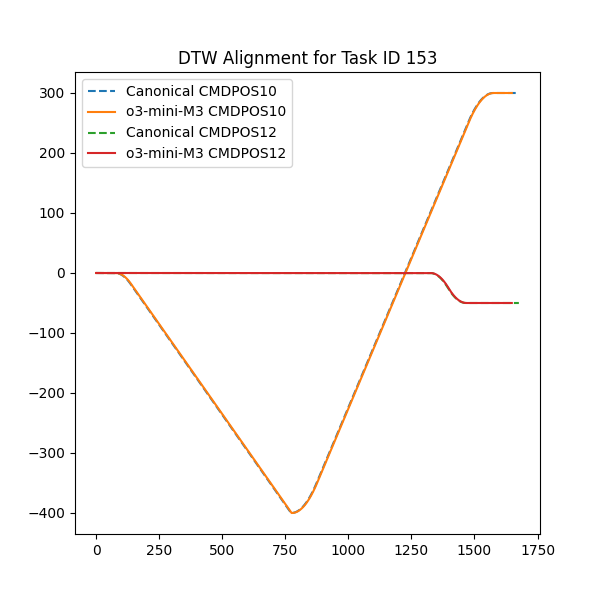 DTW Alignment for Task ID 153
Canonical CMDPOS10
o3-mini-M3 CMDPOS10
Canonical CMDPOS12
o3-mini-M3 CMDPOS12
300
200
100
0
−100
−200
−300
−400
0 250 500 750 1000 1250 1500 1750